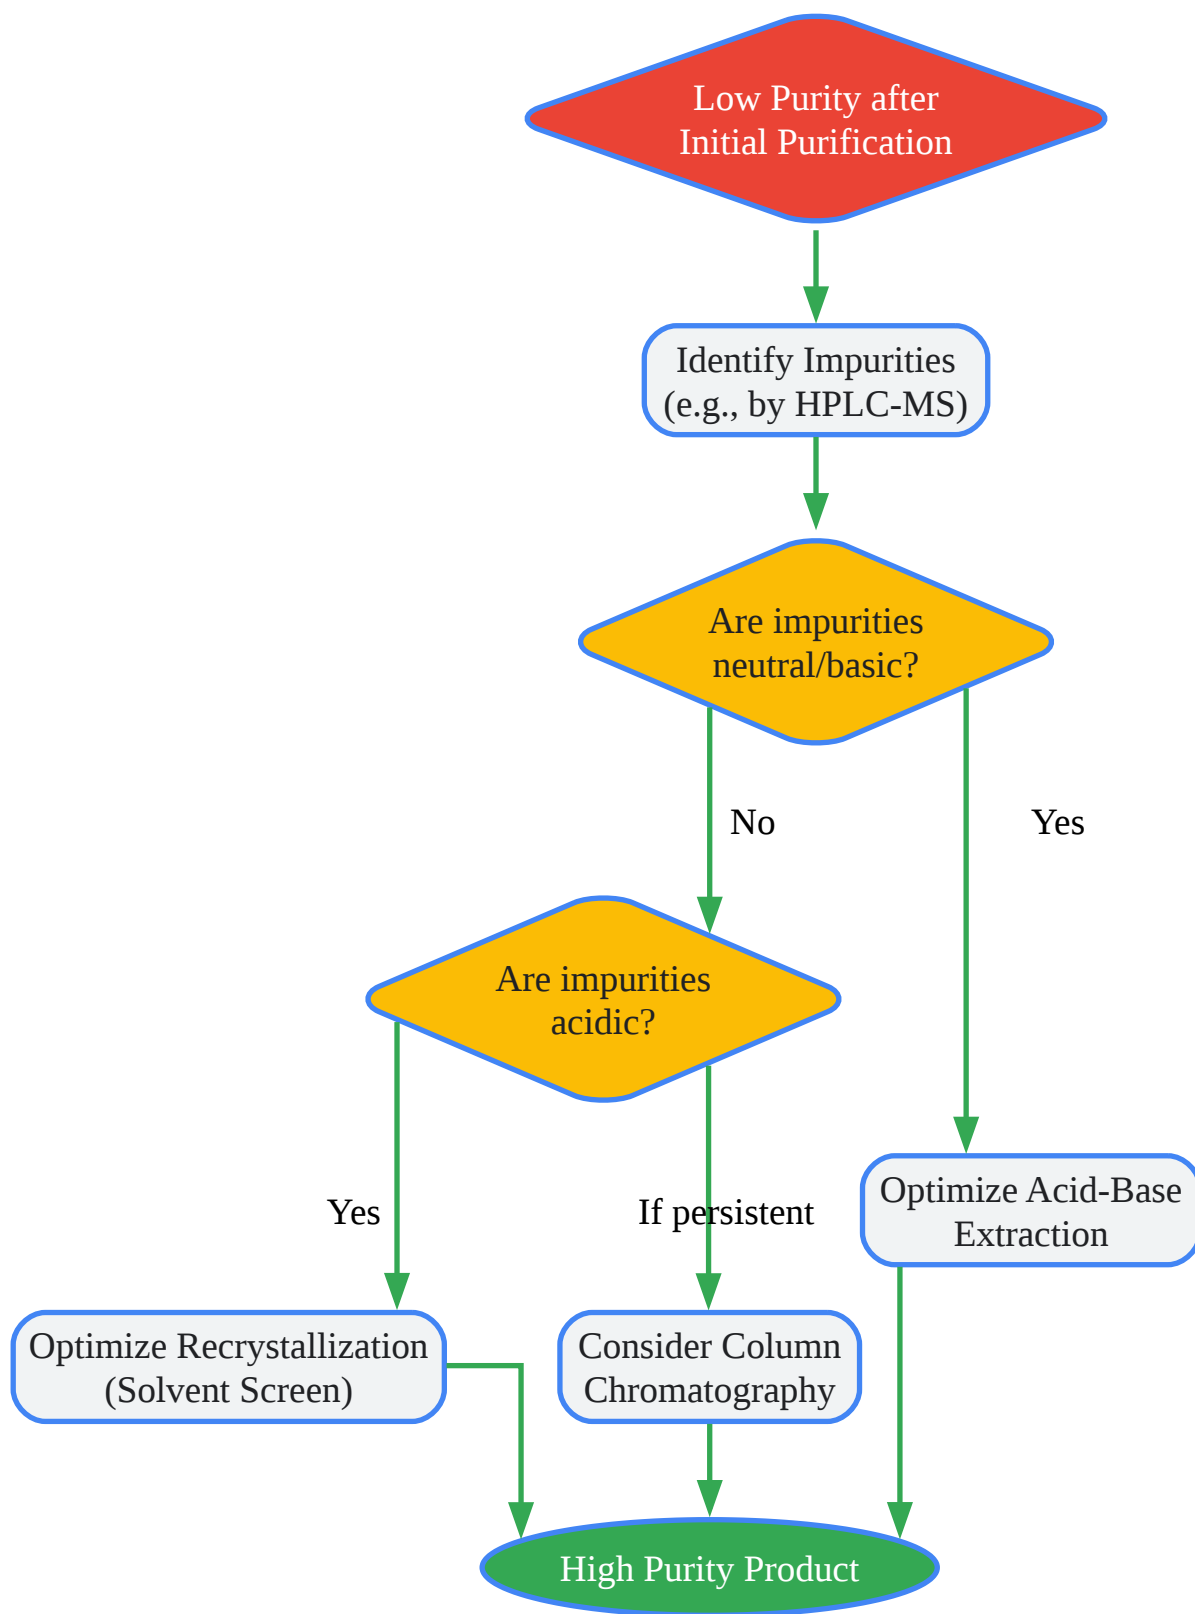 Low Purity after
Initial Purification
Identify Impurities
(e.g., by HPLC-MS)
Are impurities
neutral/basic?
No
Yes
Are impurities
acidic?
Yes
If persistent
Optimize Acid-Base
Extraction
Optimize Recrystallization
(Solvent Screen)
Consider Column
Chromatography
High Purity Product